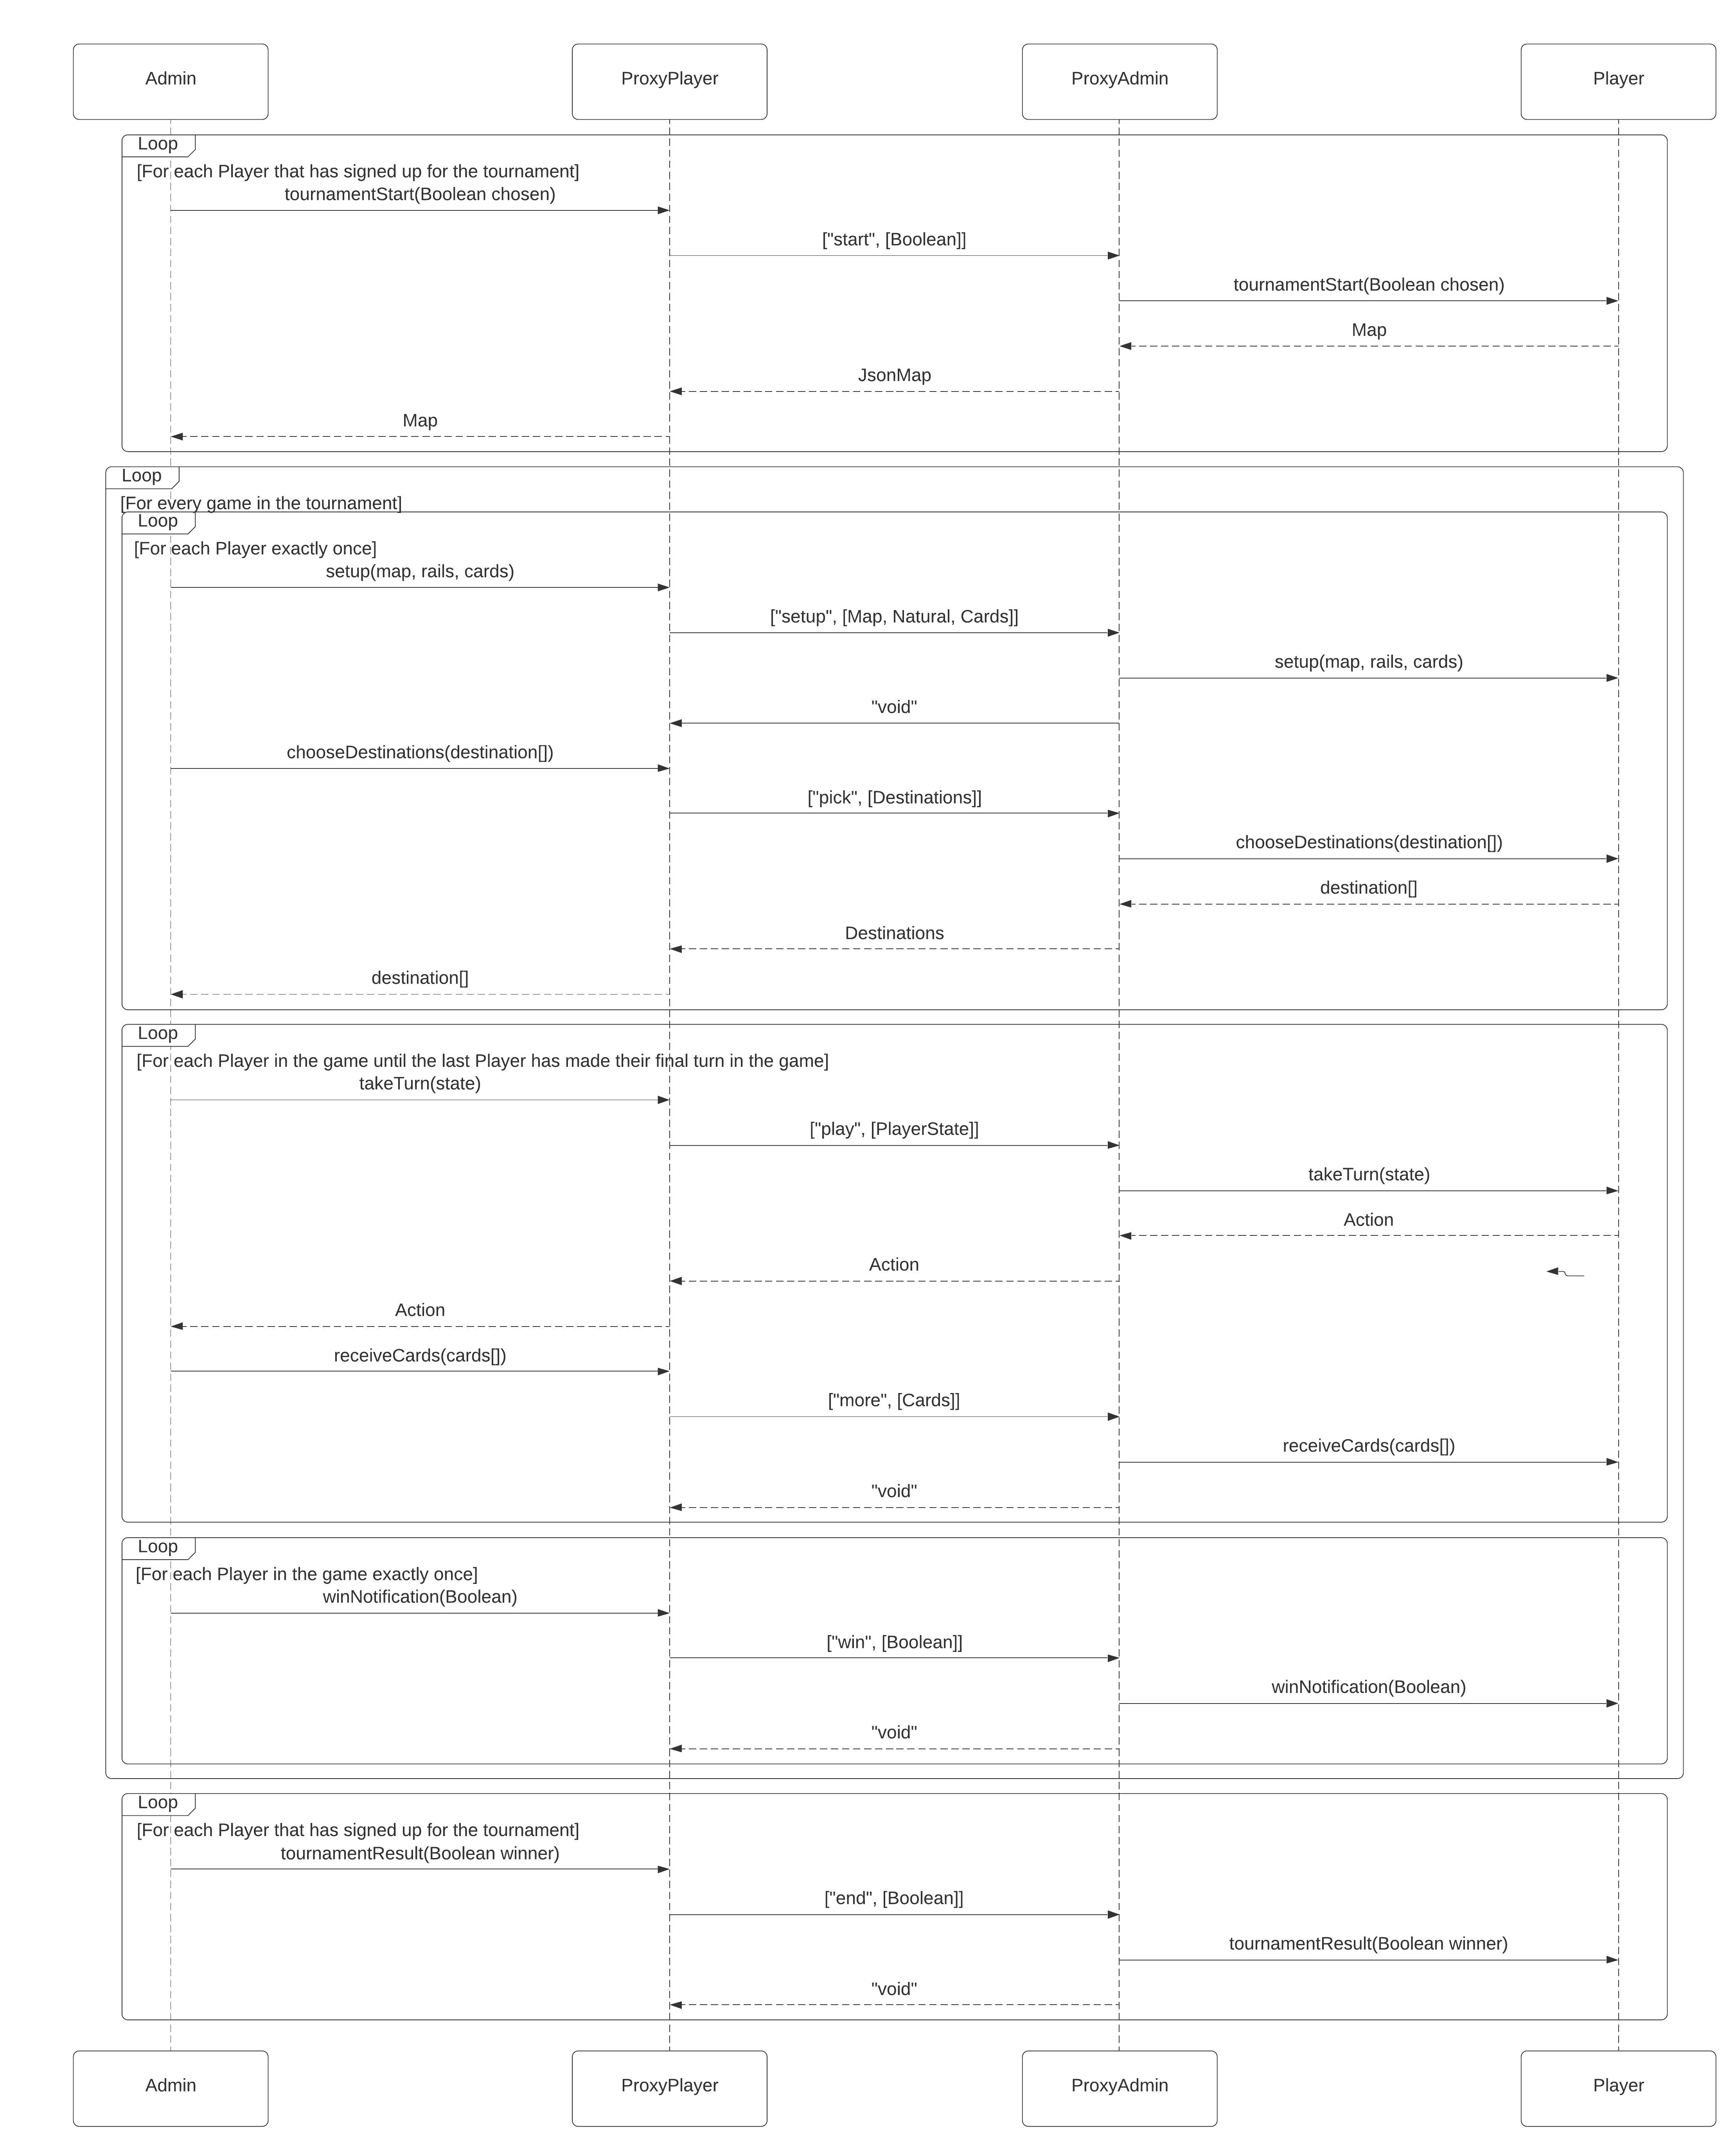 Admin
ProxyPlayer
ProxyAdmin
Player
Loop
[For each Player that has signed up for the tournament]
tournamentStart(Boolean chosen)
["start", [Boolean]]
tournamentStart(Boolean chosen)
Map
JsonMap
Map
Loop
[For every game in the tournament]
Loop
[For each Player exactly once]
setup(map, rails, cards)
["setup", [Map, Natural, Cards]]
setup(map, rails, cards)
"void"
chooseDestinations(destination[])
["pick", [Destinations]]
chooseDestinations(destination[])
destination[]
Destinations
destination[]
Loop
[For each Player in the game until the last Player has made their final turn in the game]
takeTurn(state)
["play", [PlayerState]]
takeTurn(state)
Action
Action
Action
receiveCards(cards[])
["more", [Cards]]
receiveCards(cards[])
"void"
Loop
[For each Player in the game exactly once]
winNotification(Boolean)
["win", [Boolean]]
winNotification(Boolean)
"void"
Loop
[For each Player that has signed up for the tournament]
tournamentResult(Boolean winner)
["end", [Boolean]]
tournamentResult(Boolean winner)
"void"
Admin
ProxyPlayer
ProxyAdmin
Player